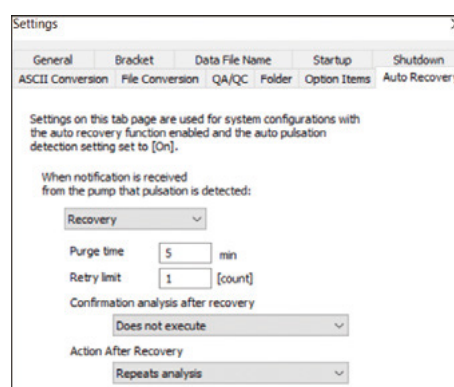 Settings
General Bracket Data File Name Startup Shutdown
ASCII Conversion File Conversion QA/QC Folder Option Items Auto Recovery
Settings on this tab page are used for system configurations with
the auto recovery function enabled and the auto pulsation
detection setting set to [On].
When notification is received
from the pump that pulsation is detected:
Recovery
Purge time 5 min
Retry limit 1 [count]
Confirmation analysis after recovery
Does not execute
Action After Recovery
Repeats analysis